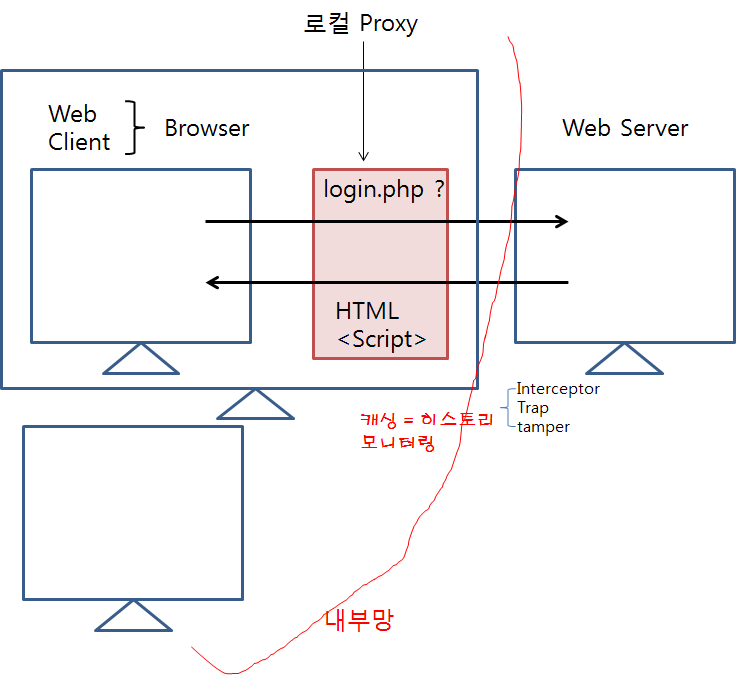 로컬 Proxy
Web
Client
Browser
Web Server
login.php ?
HTML
<Script>
Interceptor
Trap
tamper
캐싱 = 히스토리
모니터링
내부망